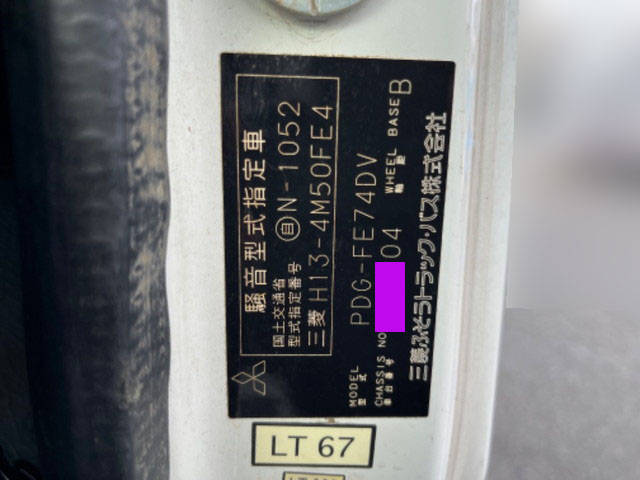 騒音型式指定車
国土交通省
型式指定番号 自N-1052
三菱 H13-4M50FE4
MODEL
型式 PDG-FE74DV
CHASSIS NO 04 WHEEL BASE B
車台番号 軸距
三菱ふそうトラック・バス株式会社
LT 67